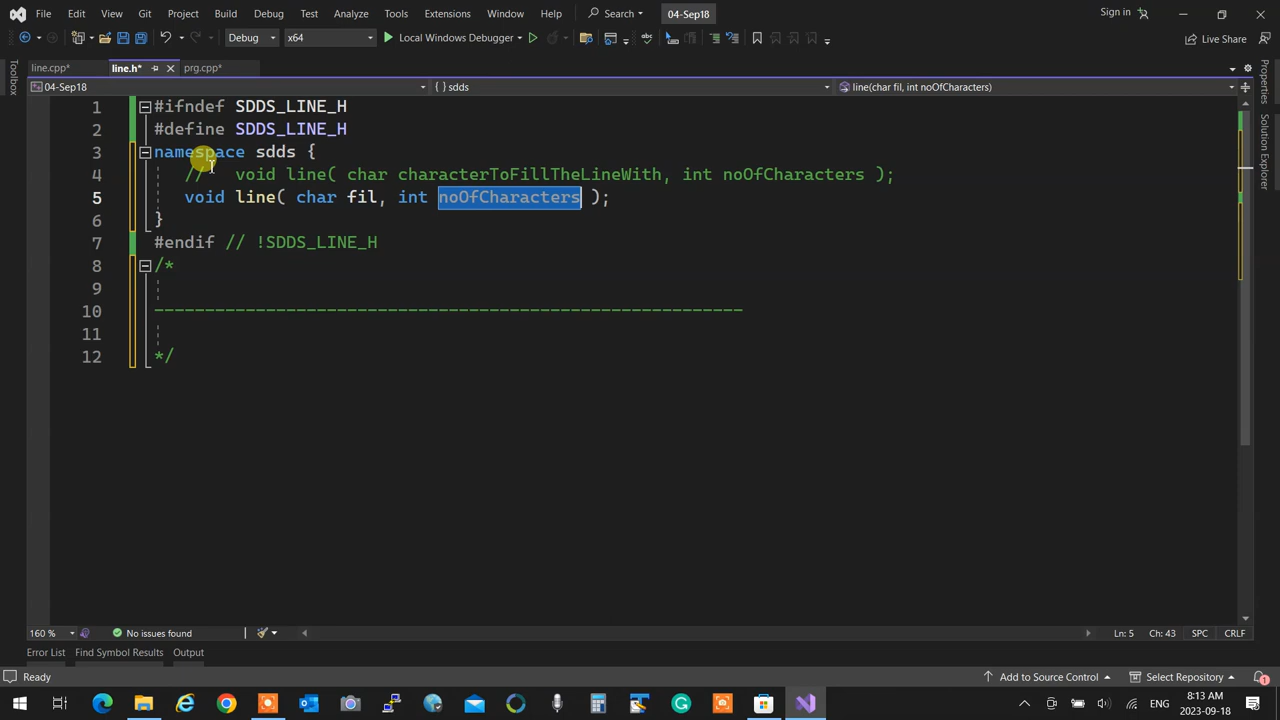 File Edit View Git Project Build Debug Test Analyze Tools Extensions Window Help Search 04-Sep18 Sign in
Debug x64 Local Windows Debugger Live Share
line.cpp* line.h* prg.cpp*
04-Sep18 {} sdds line(char fil, int noOfCharacters)
Toolbox
Properties
Solution Explorer
1 #ifndef SDDS_LINE_H
2 #define SDDS_LINE_H
3 namespace sdds {
4 // void line( char characterToFillTheLineWith, int noOfCharacters );
5 void line( char fil, int noOfCharacters );
6 }
7 #endif // !SDDS_LINE_H
8 /*
9
10 ----------------------------------------------------------
11
12 */
160 % No issues found Ln: 5 Ch: 43 SPC CRLF
Error List Find Symbol Results Output
Ready Add to Source Control Select Repository 1
ENG 8:13 AM
2023-09-18